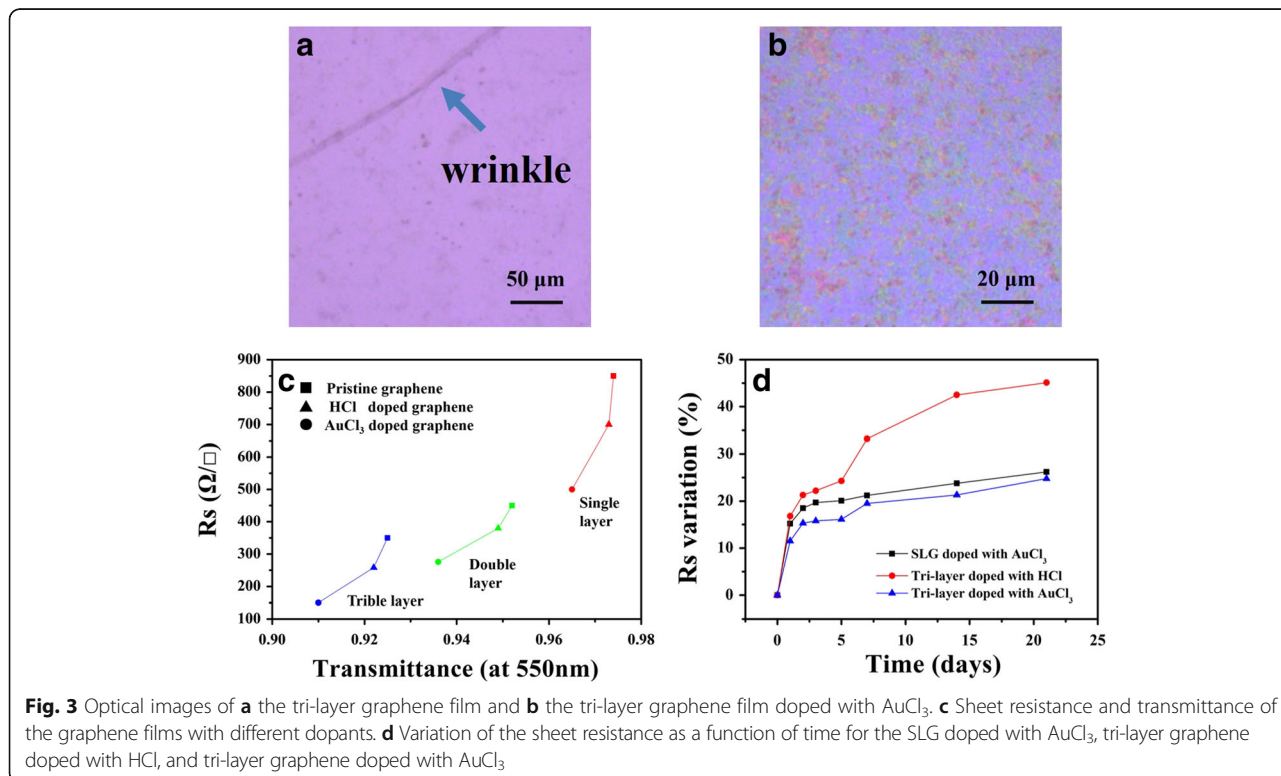 a
wrinkle
50 μm
b
20 μm
c
900
800
700
600
500
400
300
200
100
Rs (Ω/□)
Pristine graphene
HCl doped graphene
AuCl₃ doped graphene
Single
layer
Double
layer
Trible layer
0.90 0.92 0.94 0.96 0.98
Transmittance (at 550nm)
d
50
40
30
20
10
0
Rs variation (%)
SLG doped with AuCl₃
Tri-layer doped with HCl
Tri-layer doped with AuCl₃
0 5 10 15 20 25
Time (days)
Fig. 3 Optical images of a the tri-layer graphene film and b the tri-layer graphene film doped with AuCl₃. c Sheet resistance and transmittance of
the graphene films with different dopants. d Variation of the sheet resistance as a function of time for the SLG doped with AuCl₃, tri-layer graphene
doped with HCl, and tri-layer graphene doped with AuCl₃